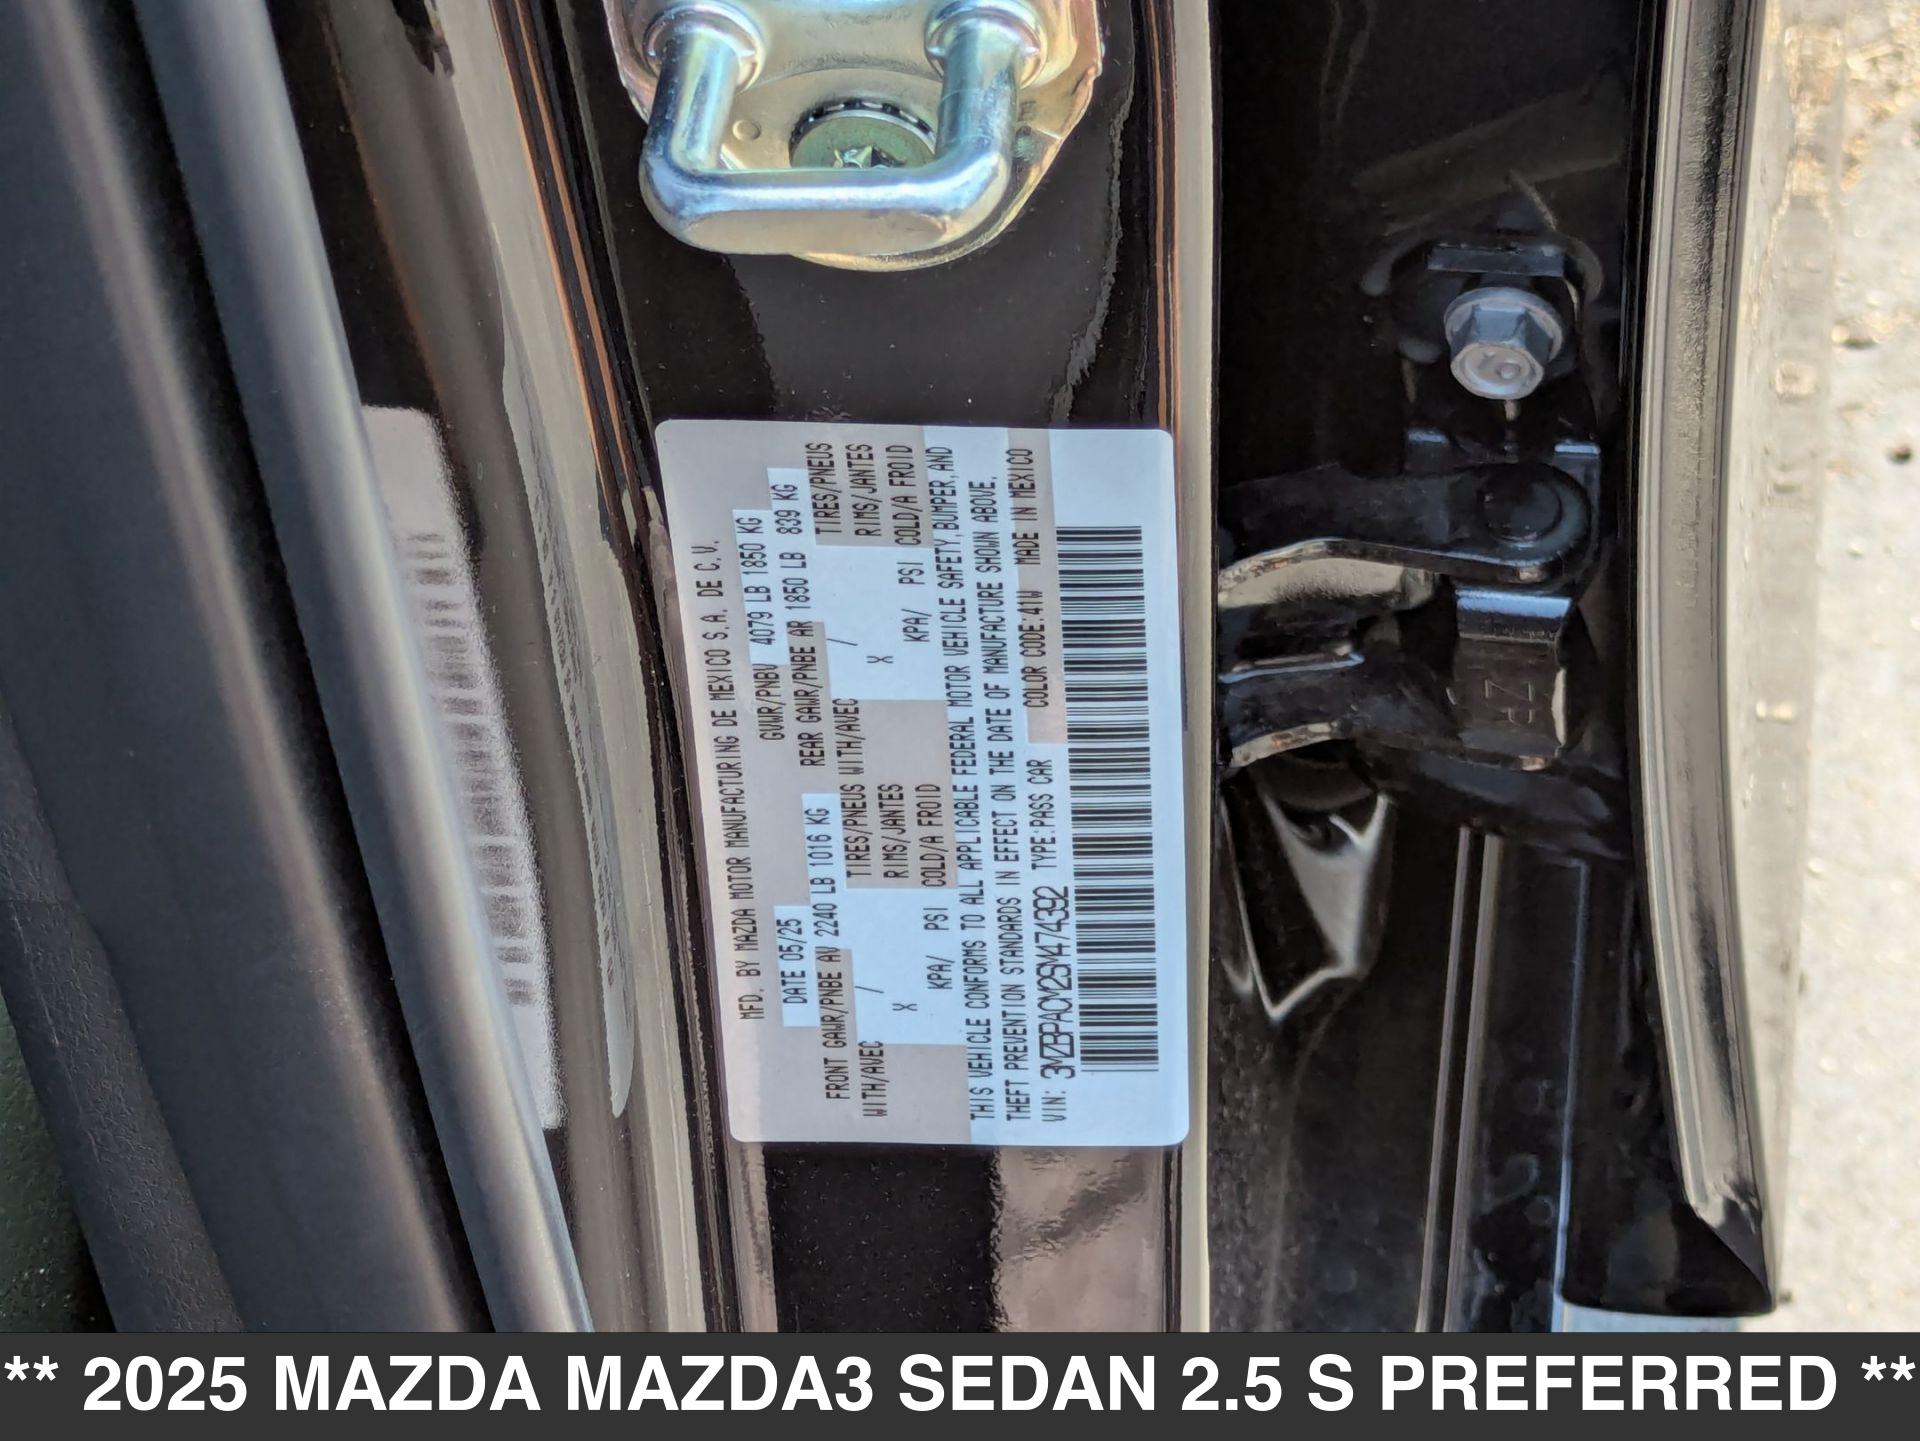 MFD. BY MAZDA MOTOR MANUFACTURING DE MEXICO S.A. DE C.V.
DATE 05/25 GVWR/PNBV 4079 LB 1850 KG
FRONT GAWR/PNBE AV 2240 LB 1016 KG REAR GAWR/PNBE AR 1850 LB 839 KG
WITH/AVEC / TIRES/PNEUS WITH/AVEC / TIRES/PNEUS
X RIMS/JANTES X RIMS/JANTES
KPA/ PSI COLD/A FROID KPA/ PSI COLD/A FROID
THIS VEHICLE CONFORMS TO ALL APPLICABLE FEDERAL MOTOR VEHICLE SAFETY,BUMPER,AND
THEFT PREVENTION STANDARDS IN EFFECT ON THE DATE OF MANUFACTURE SHOWN ABOVE.
VIN: 3MZBPACM2SM474392 TYPE:PASS CAR COLOR CODE:41W MADE IN MEXICO
** 2025 MAZDA MAZDA3 SEDAN 2.5 S PREFERRED **